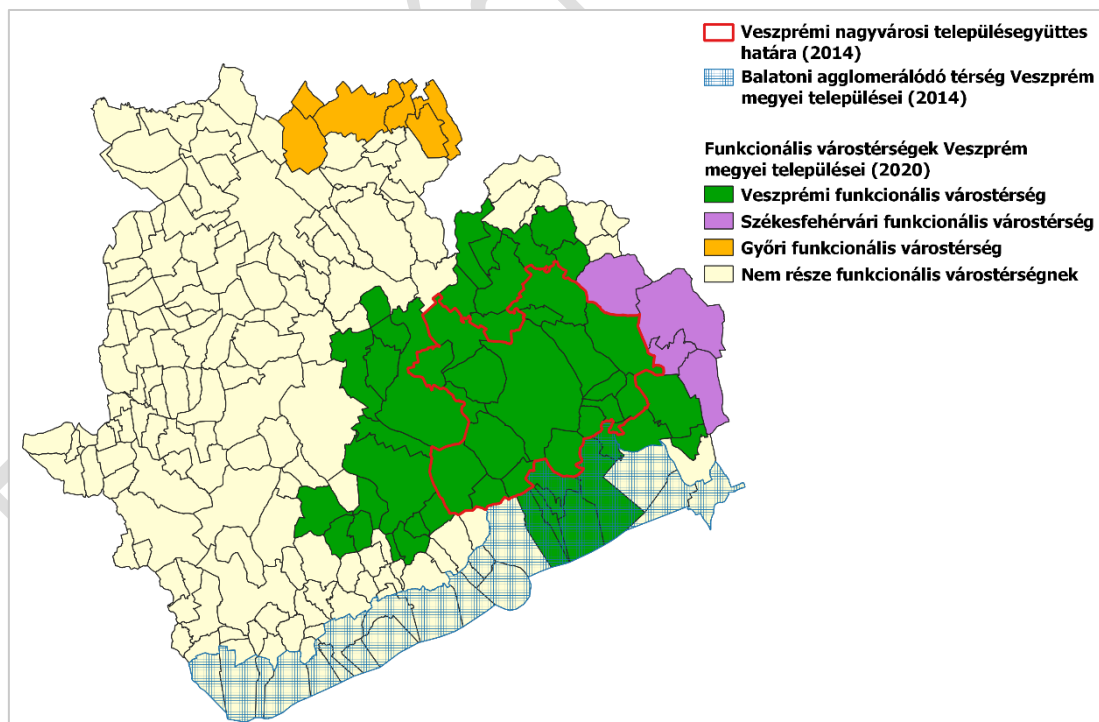 Veszprémi nagyvárosi településegyüttes
határa (2014)
Balatoni agglomerálódó térség Veszprém
megyei települései (2014)
Funkcionális várostérségek Veszprém
megyei települései (2020)
Veszprémi funkcionális várostérség
Székesfehérvári funkcionális várostérség
Győri funkcionális várostérség
Nem része funkcionális várostérségnek